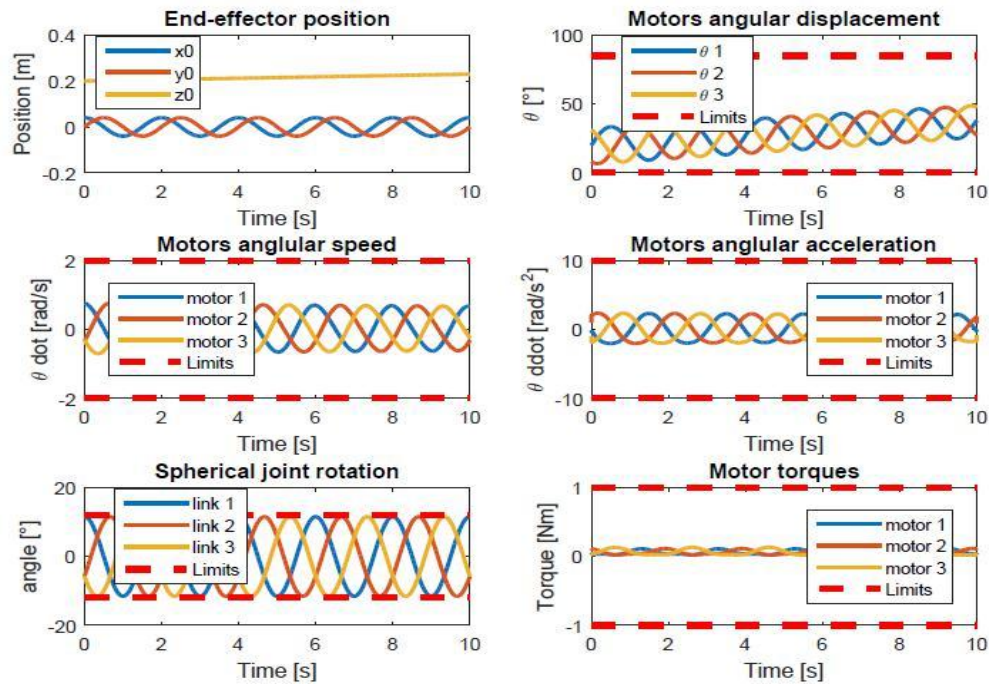 End-effector position
0.4
0.2
0
-0.2
Position [m]
x0
y0
z0
0 2 4 6 8 10
Time [s]
Motors angular displacement
100
50
0
θ [°]
θ 1
θ 2
θ 3
Limits
0 2 4 6 8 10
Time [s]
Motors anglular speed
2
0
-2
θ dot [rad/s]
motor 1
motor 2
motor 3
Limits
0 2 4 6 8 10
Time [s]
Motors angular acceleration
10
0
-10
θ ddot [rad/s²]
motor 1
motor 2
motor 3
Limits
0 2 4 6 8 10
Time [s]
Spherical joint rotation
20
0
-20
angle [°]
link 1
link 2
link 3
Limits
0 2 4 6 8 10
Time [s]
Motor torques
1
0
-1
Torque [Nm]
motor 1
motor 2
motor 3
Limits
0 2 4 6 8 10
Time [s]